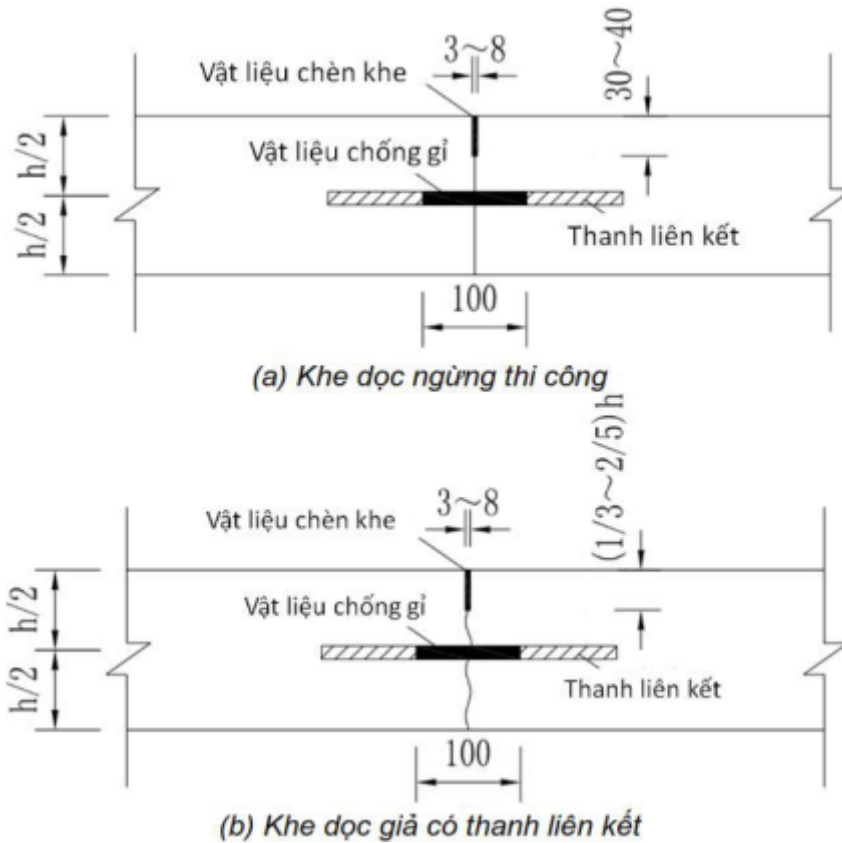 3~8
30~40
Vật liệu chèn khe
h/2
Vật liệu chống gỉ
h/2
Thanh liên kết
100
(a) Khe dọc ngừng thi công
(1/3~2/5)h
3~8
Vật liệu chèn khe
h/2
Vật liệu chống gỉ
h/2
Thanh liên kết
100
(b) Khe dọc giả có thanh liên kết